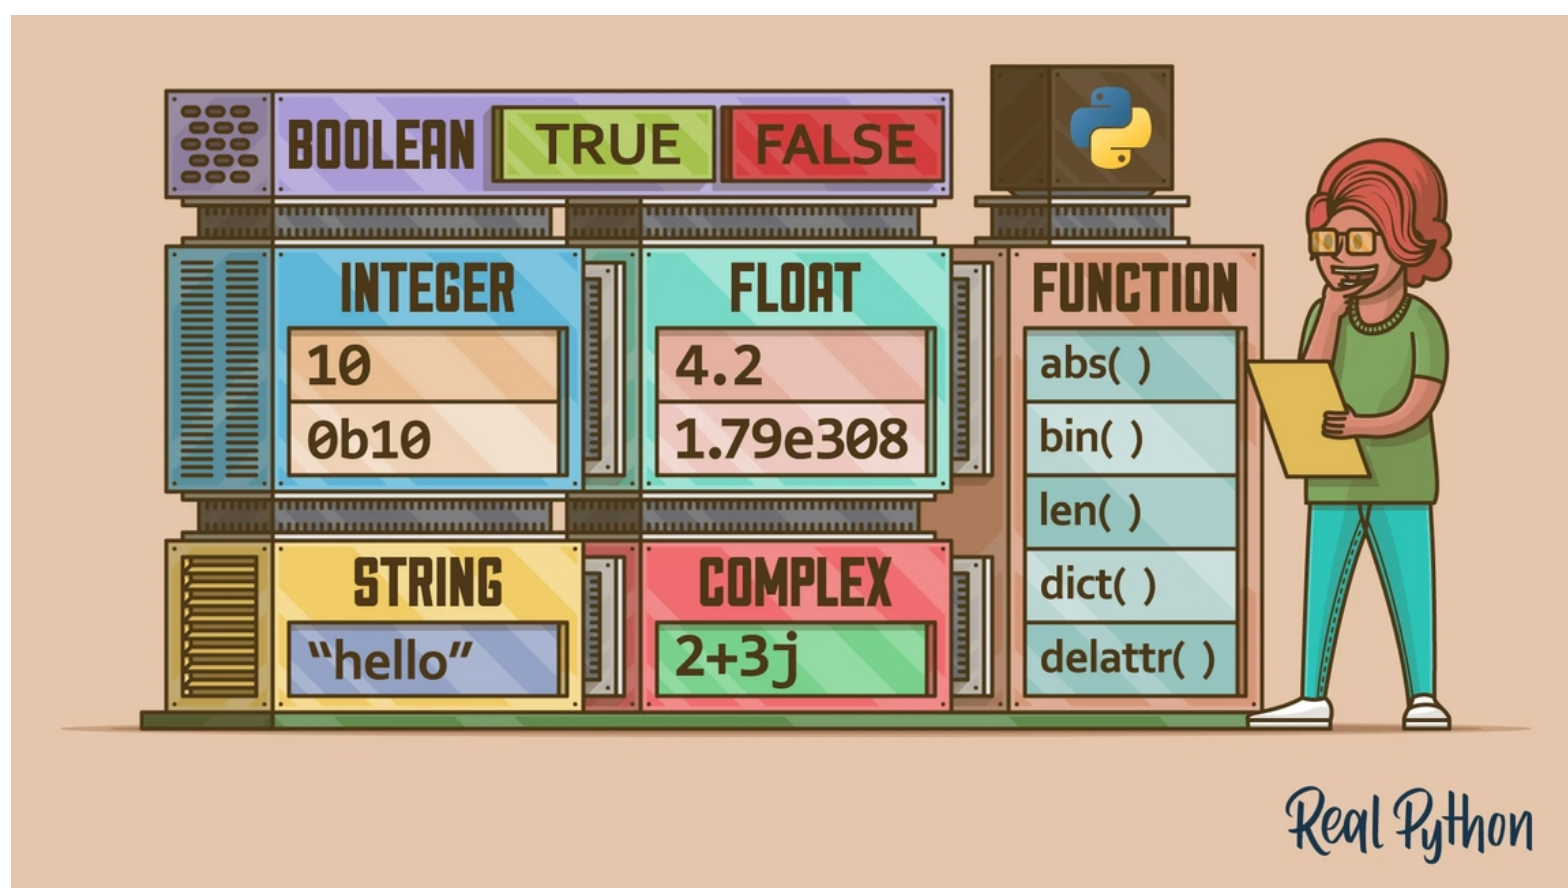 BOOLEAN TRUE FALSE
INTEGER
10
0b10
FLOAT
4.2
1.79e308
STRING
“hello”
COMPLEX
2+3j
FUNCTION
abs( )
bin( )
len( )
dict( )
delattr( )
Real Python